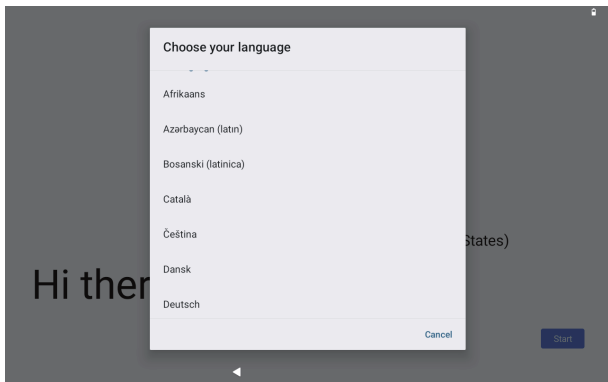 Choose your language
Afrikaans
Azərbaycan (latın)
Bosanski (latinica)
Català
Čeština
Dansk
Deutsch
Cancel
States)
Hi ther
Start